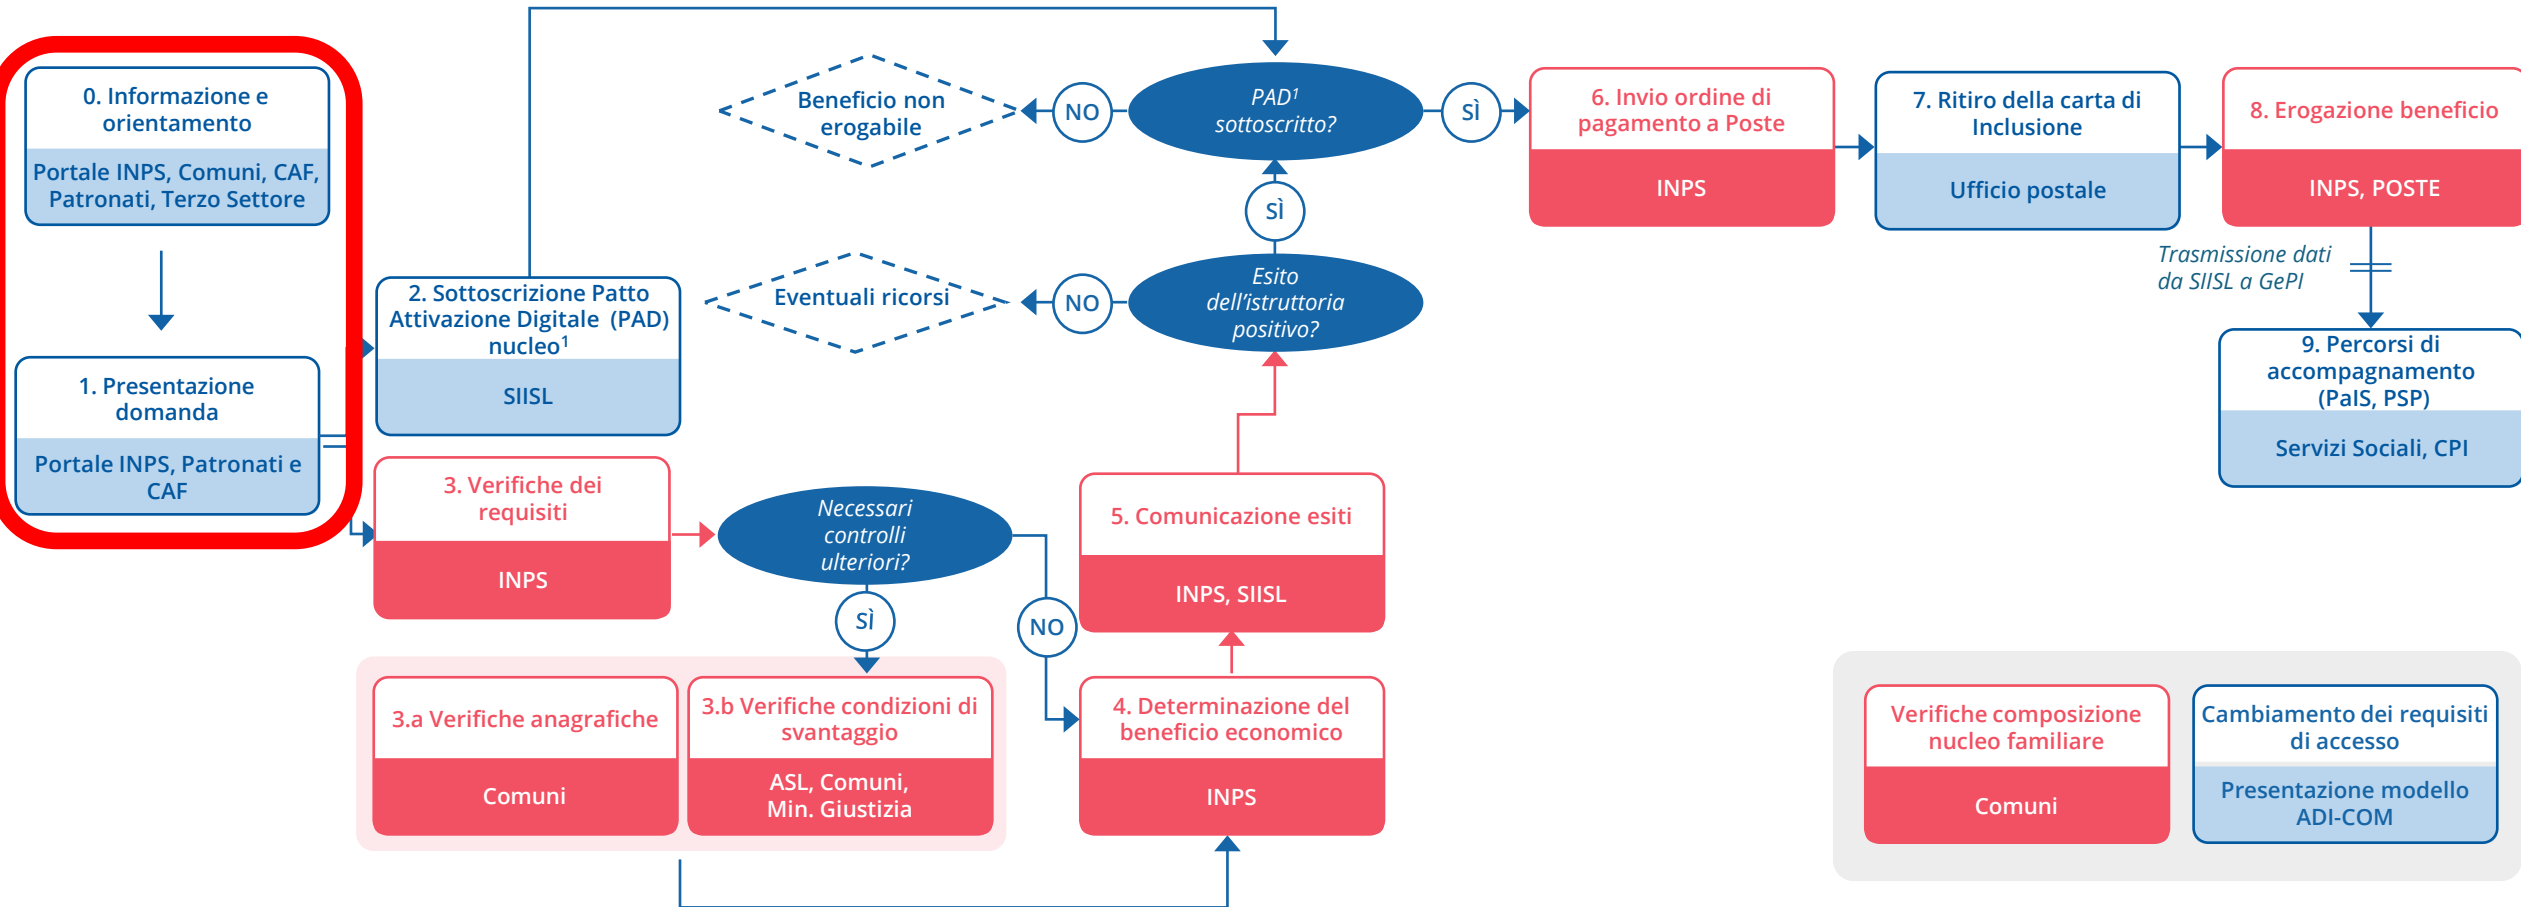 0. Informazione e
orientamento
Portale INPS, Comuni, CAF,
Patronati, Terzo Settore
1. Presentazione
domanda
Portale INPS, Patronati e
CAF
2. Sottoscrizione Patto
Attivazione Digitale (PAD)
nucleo¹
SIISL
3. Verifiche dei
requisiti
INPS
Necessari
controlli
ulteriori?
SÌ
NO
3.a Verifiche anagrafiche
Comuni
3.b Verifiche condizioni di
svantaggio
ASL, Comuni,
Min. Giustizia
4. Determinazione del
beneficio economico
INPS
5. Comunicazione esiti
INPS, SIISL
Esito
dell'istruttoria
positivo?
NO
Eventuali ricorsi
SÌ
PAD¹
sottoscritto?
NO
Beneficio non
erogabile
SÌ
6. Invio ordine di
pagamento a Poste
INPS
7. Ritiro della carta di
Inclusione
Ufficio postale
8. Erogazione beneficio
INPS, POSTE
Trasmissione dati
da SIISL a GePI
9. Percorsi di
accompagnamento
(PaIS, PSP)
Servizi Sociali, CPI
Verifiche composizione
nucleo familiare
Comuni
Cambiamento dei requisiti
di accesso
Presentazione modello
ADI-COM